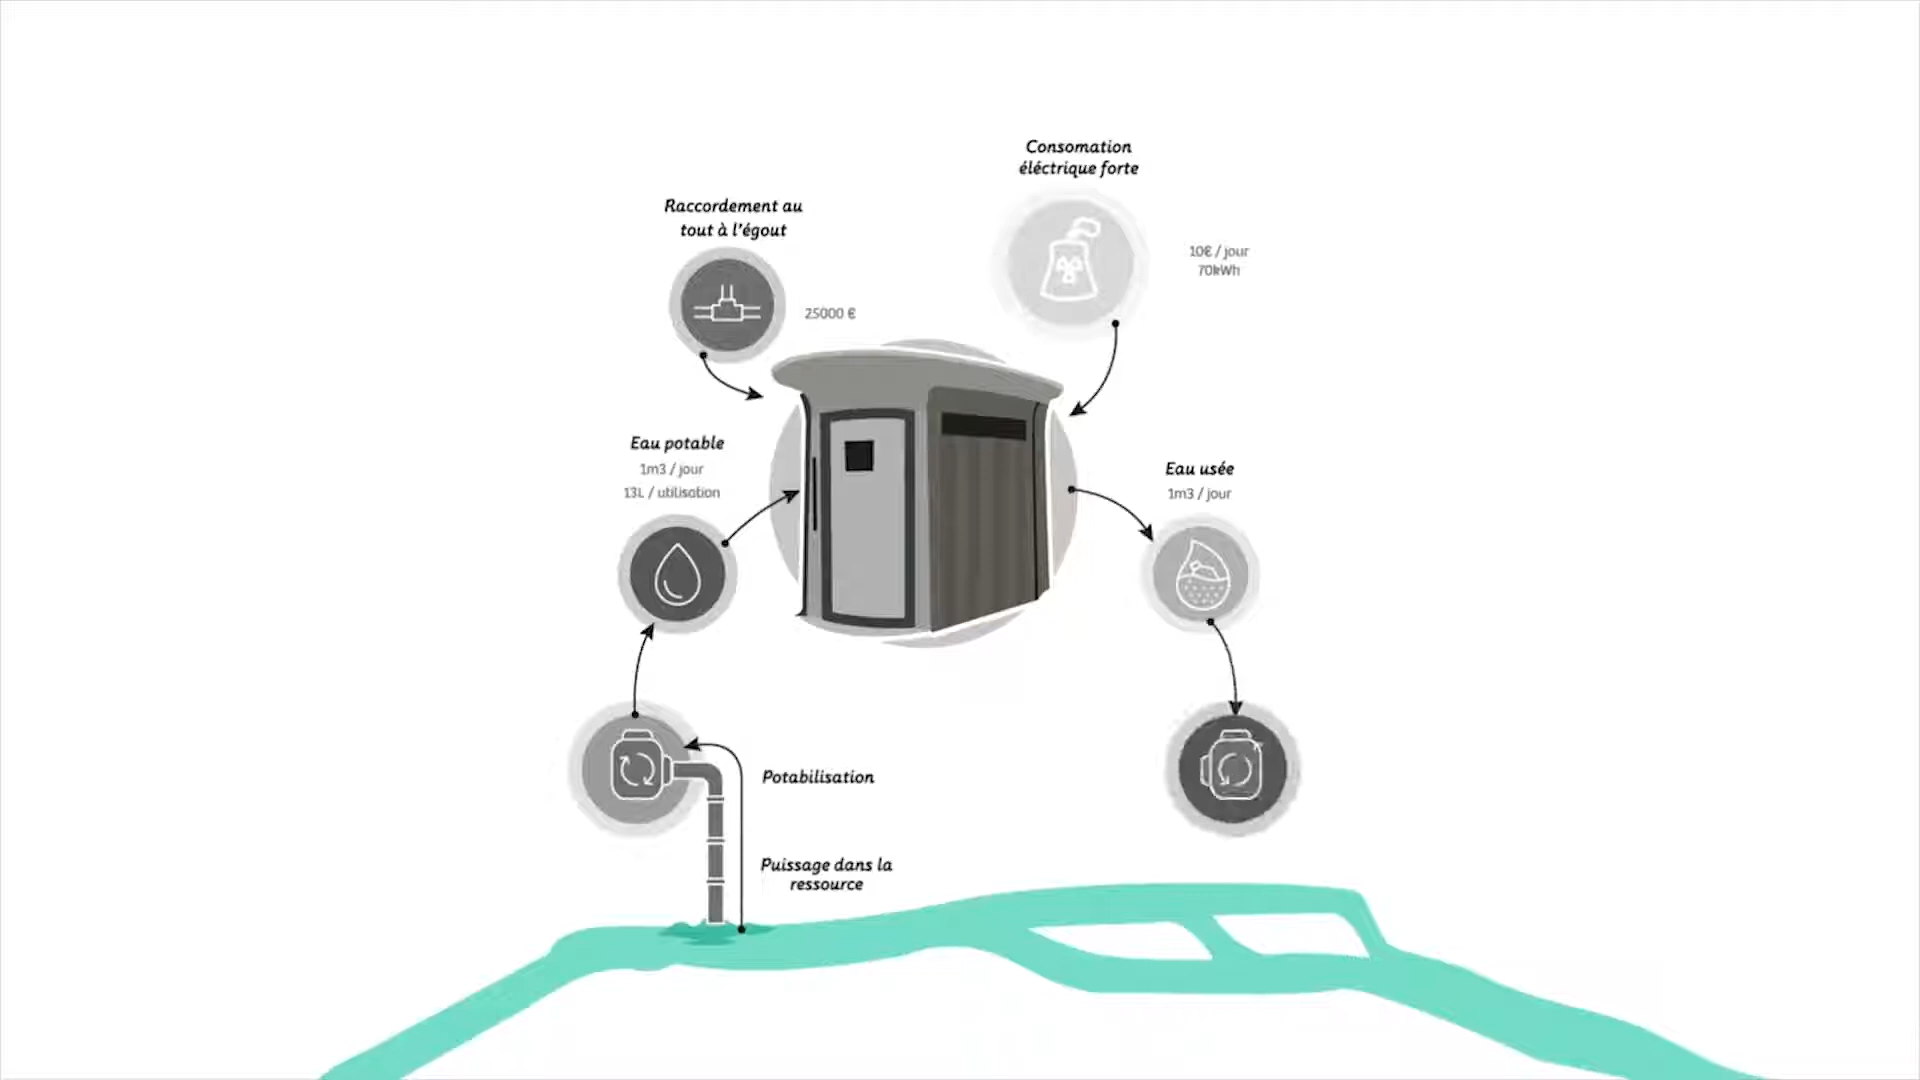 Consomation
éléctrique forte
10€ / jour
70kWh
Raccordement au
tout à l'égout
25000 €
Eau potable
1m3 / jour
13L / utilisation
Eau usée
1m3 / jour
Potabilisation
Puissage dans la
ressource